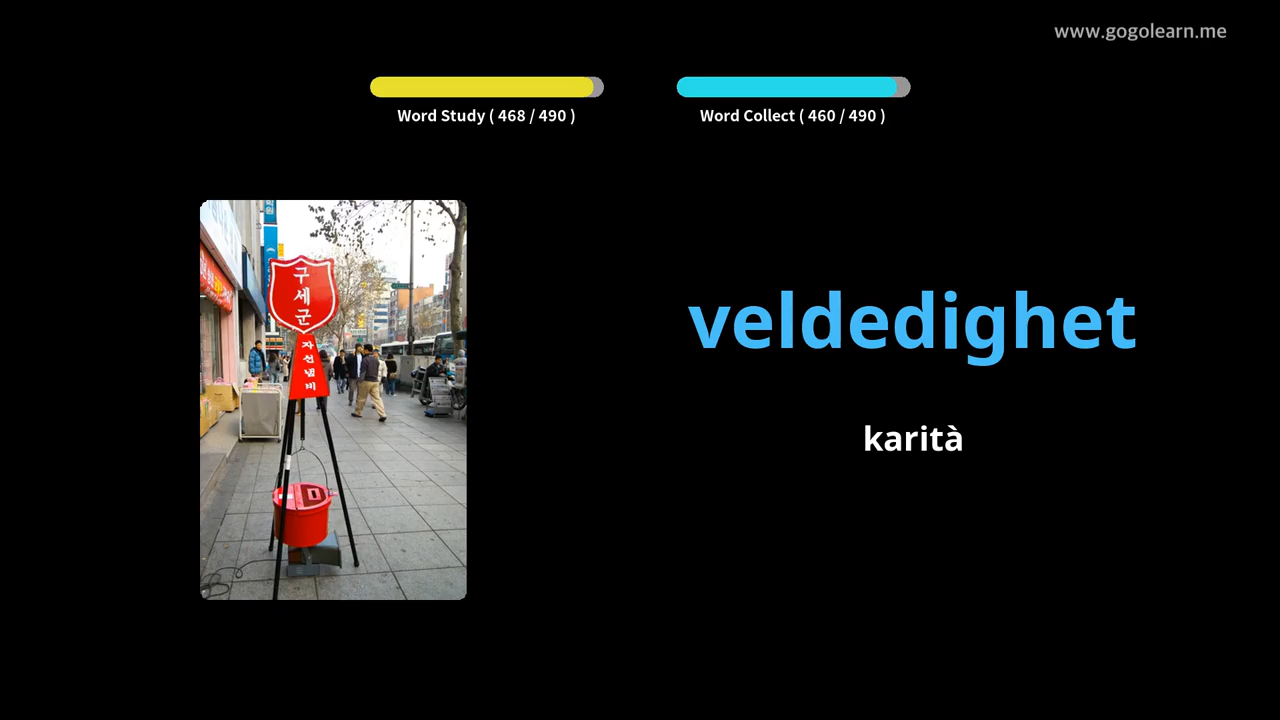 www.gogolearn.me
Word Study ( 468 / 490 )
Word Collect ( 460 / 490 )
구세군
자선냄비
veldedighet
karità